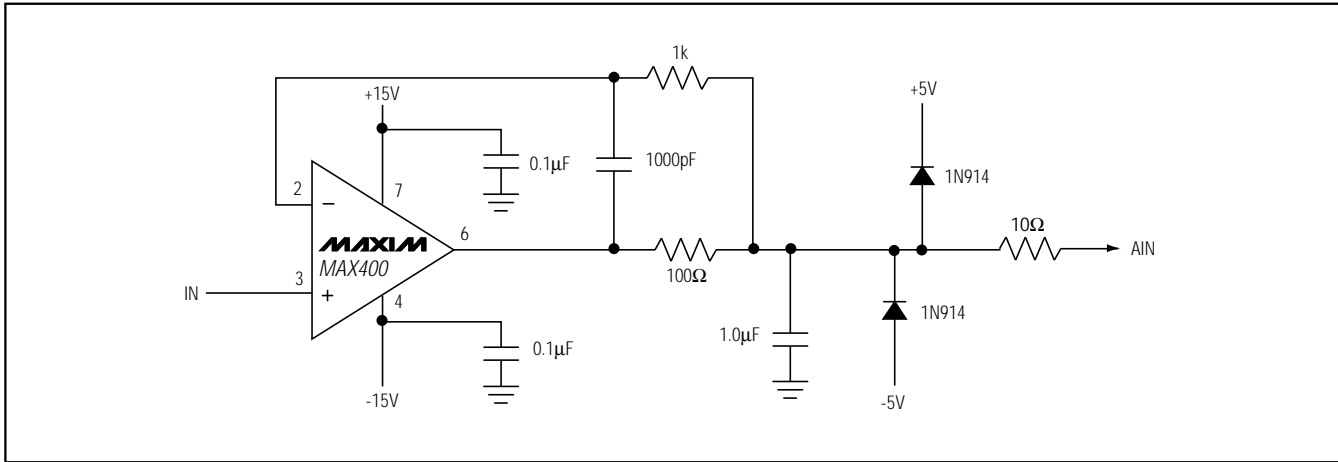 1k
+15V
+5V
0.1µF
1000pF
1N914
2
7
−
MAXIM
MAX400
6
10Ω
AIN
100Ω
IN
3
+
4
1N914
1.0µF
0.1µF
-15V
-5V